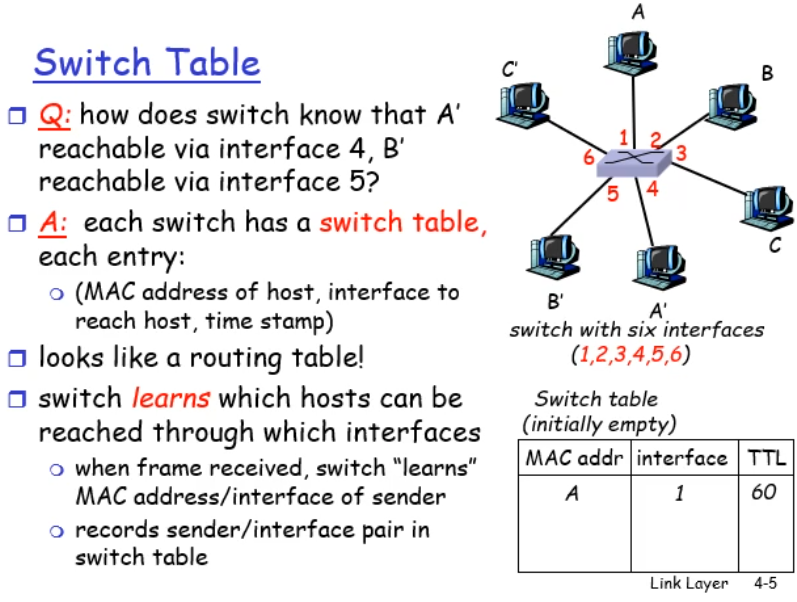 Switch Table
Q: how does switch know that A’
reachable via interface 4, B’
reachable via interface 5?
A: each switch has a switch table,
each entry:
(MAC address of host, interface to
reach host, time stamp)
looks like a routing table!
switch learns which hosts can be
reached through which interfaces
when frame received, switch “learns”
MAC address/interface of sender
records sender/interface pair in
switch table
A
C’
B
1
2
6
3
5
4
C
B’
A’
switch with six interfaces
(1,2,3,4,5,6)
Switch table
(initially empty)
MAC addr interface TTL
A 1 60
Link Layer 4-5